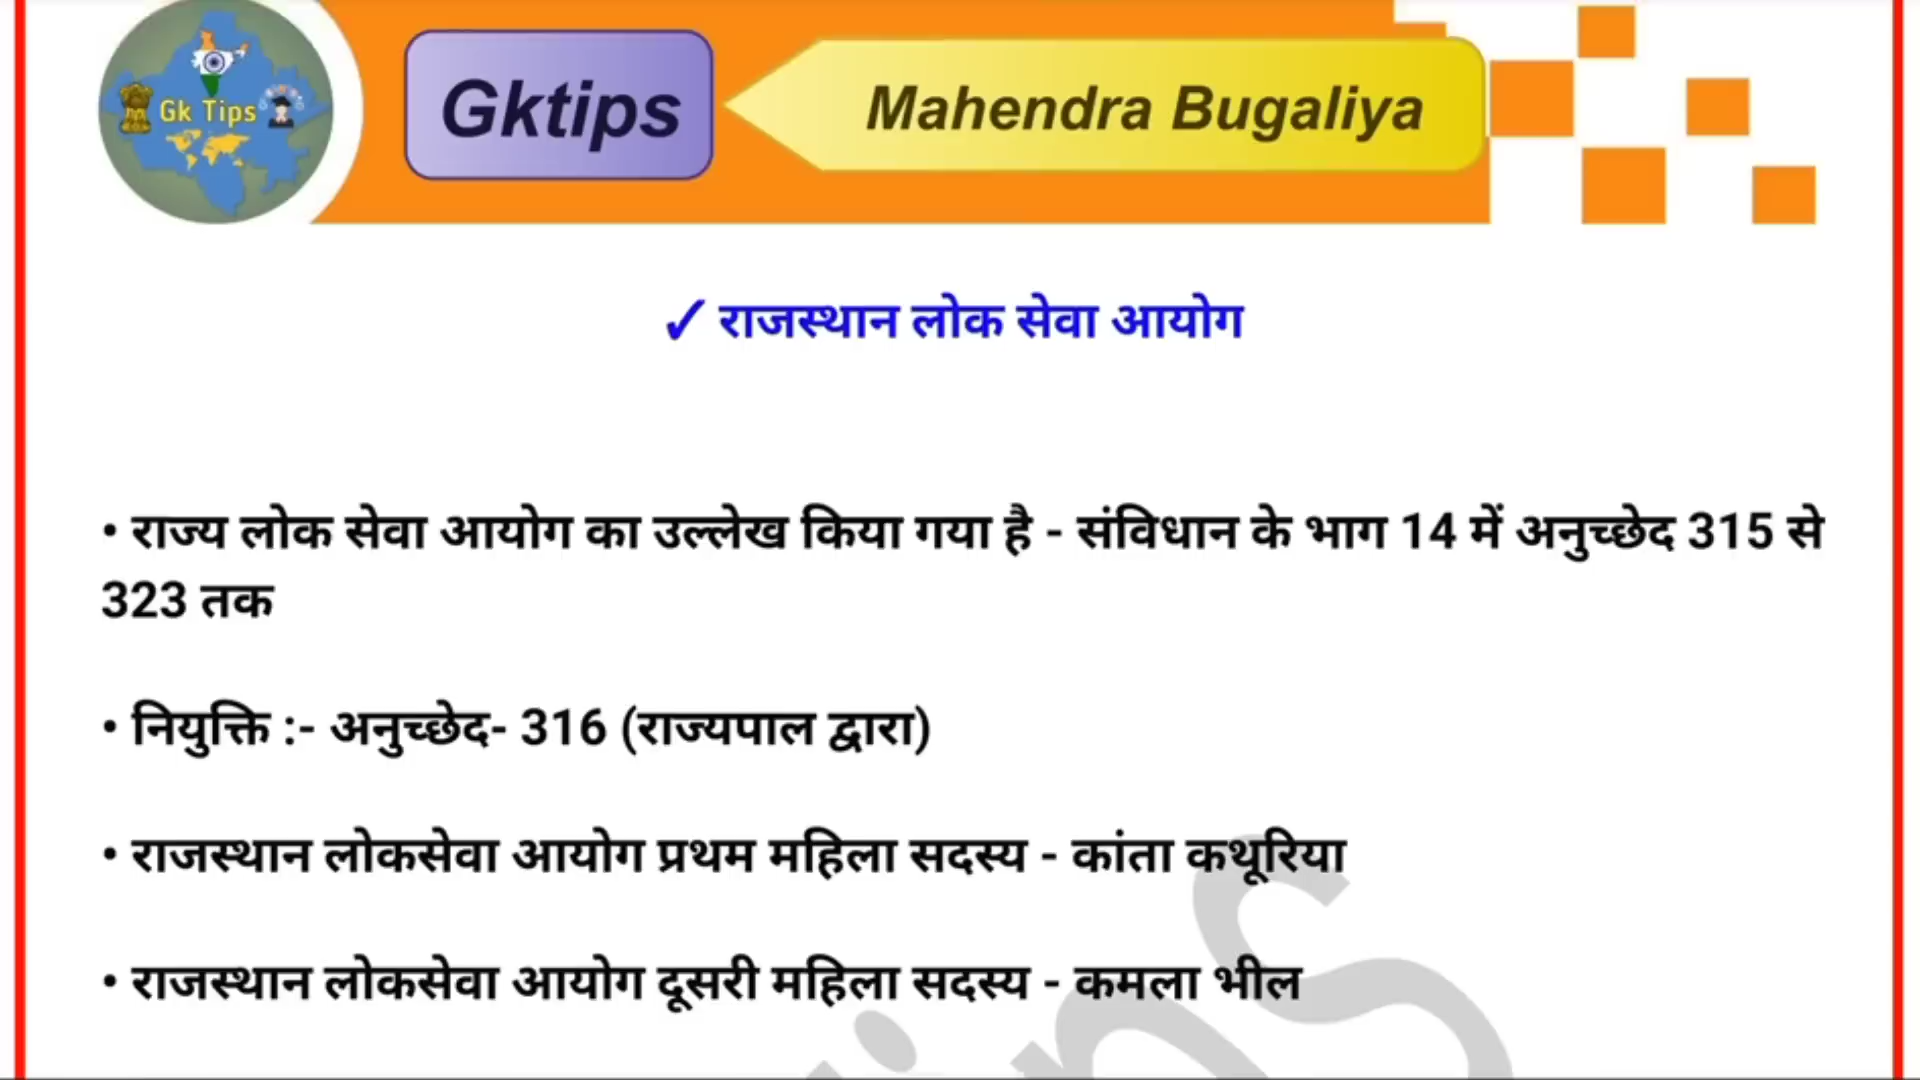 Gk Tips
Gktips
Mahendra Bugaliya
✓ राजस्थान लोक सेवा आयोग
• राज्य लोक सेवा आयोग का उल्लेख किया गया है - संविधान के भाग 14 में अनुच्छेद 315 से
323 तक
• नियुक्ति :- अनुच्छेद- 316 (राज्यपाल द्वारा)
• राजस्थान लोकसेवा आयोग प्रथम महिला सदस्य - कांता कथूरिया
• राजस्थान लोकसेवा आयोग दूसरी महिला सदस्य - कमला भील